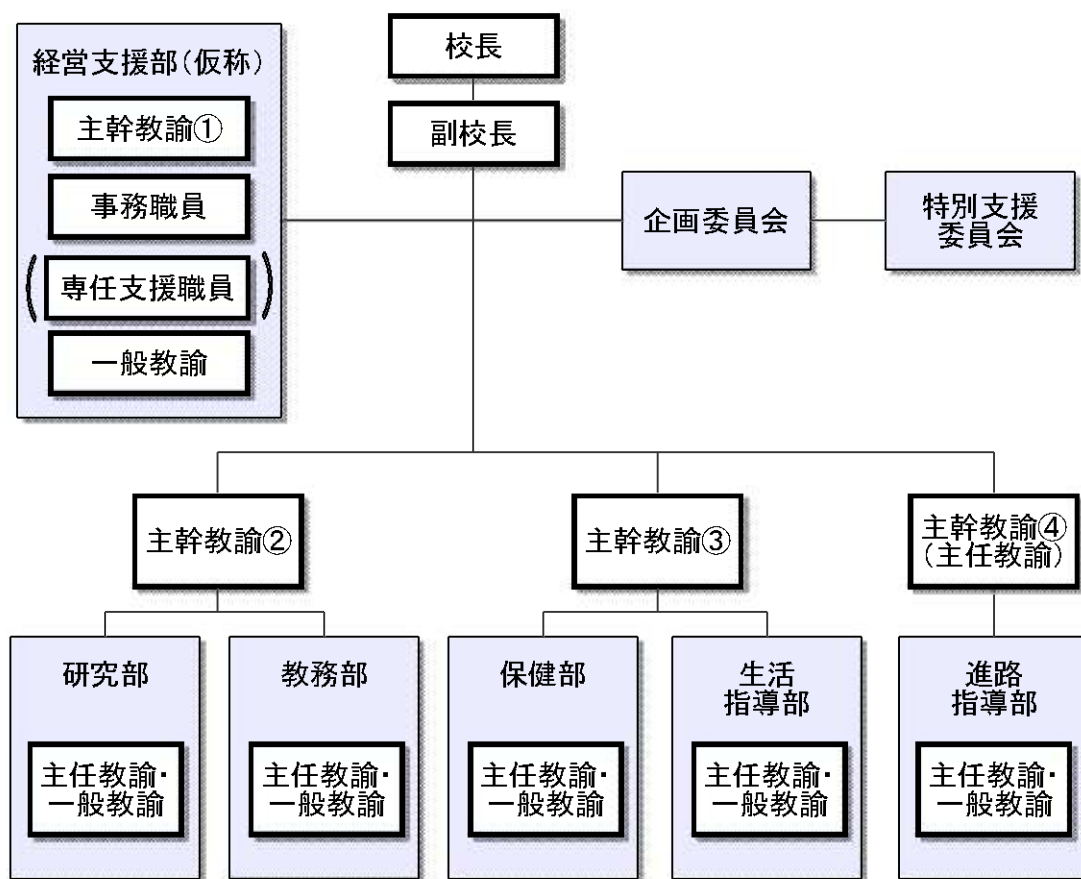 経営支援部(仮称)
主幹教諭①
事務職員
(専任支援職員)
一般教諭
校長
副校長
企画委員会
特別支援
委員会
主幹教諭②
主幹教諭③
主幹教諭④
(主任教諭)
研究部
主任教諭・
一般教諭
教務部
主任教諭・
一般教諭
保健部
主任教諭・
一般教諭
生活
指導部
主任教諭・
一般教諭
進路
指導部
主任教諭・
一般教諭